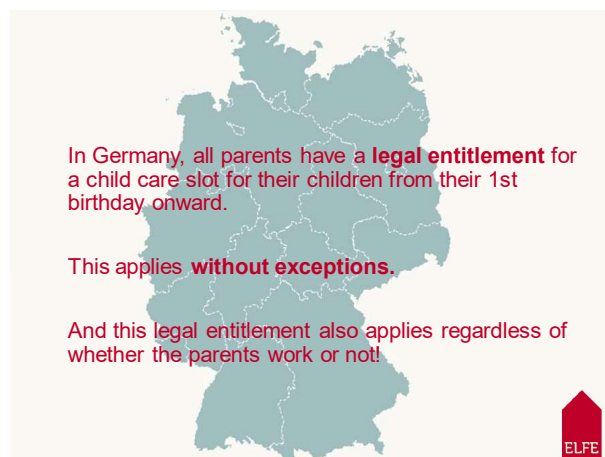 In Germany, all parents have a legal entitlement for
a child care slot for their children from their 1st
birthday onward.
This applies without exceptions.
And this legal entitlement also applies regardless of
whether the parents work or not!
ELFE